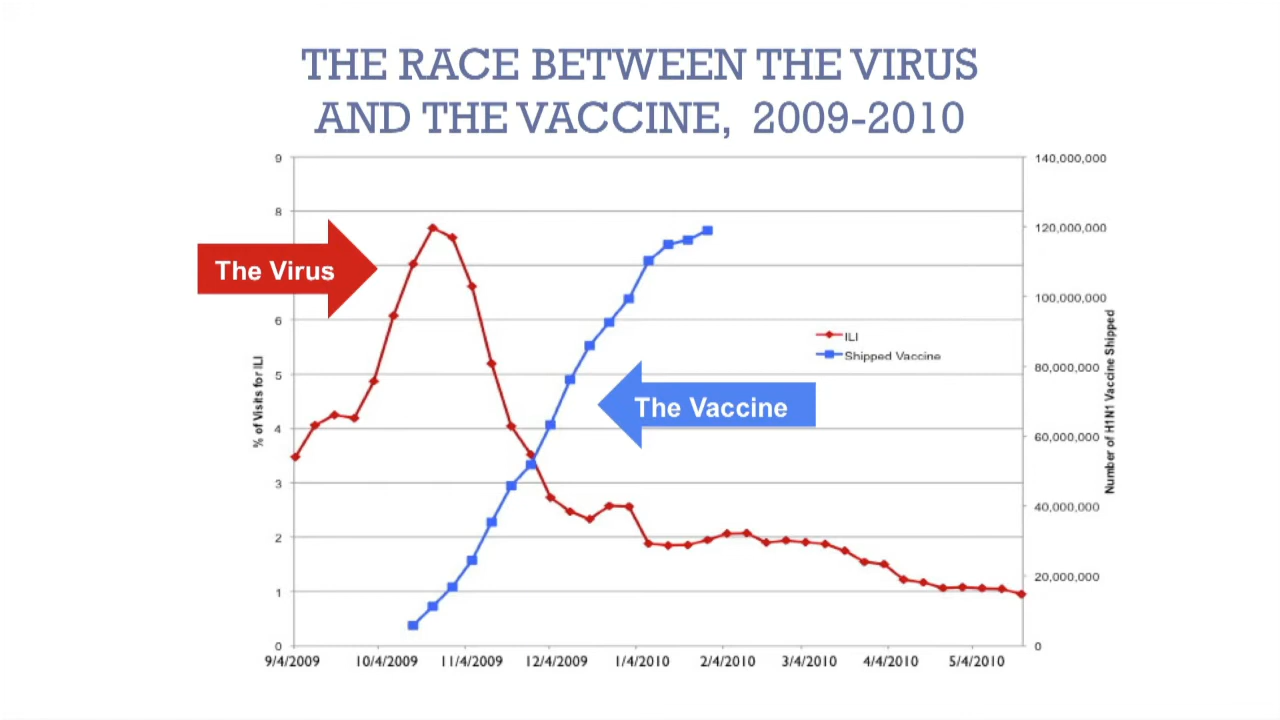 THE RACE BETWEEN THE VIRUS
AND THE VACCINE, 2009-2010
9
8
6
5
4
3
2
1
0
% of Visits for ILI
The Virus
The Vaccine
ILI
Shipped Vaccine
140,000,000
120,000,000
100,000,000
80,000,000
60,000,000
40,000,000
20,000,000
0
Number of H1N1 Vaccine Shipped
9/4/2009 10/4/2009 11/4/2009 12/4/2009 1/4/2010 2/4/2010 3/4/2010 4/4/2010 5/4/2010